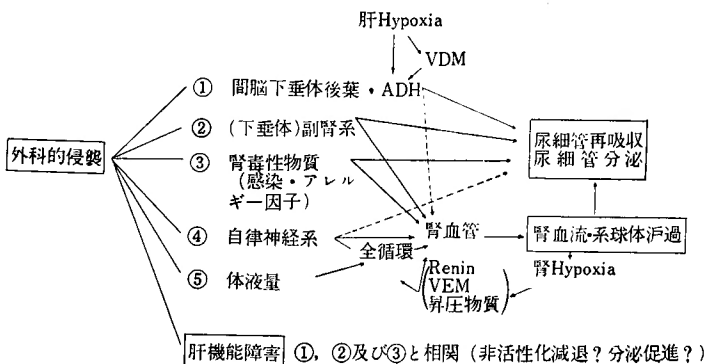 肝Hypoxia
VDM
① 間脳下垂体後葉・ADH
② (下垂体)副腎系
外科的侵襲
③ 腎毒性物質
(感染・アレル
ギー因子)
尿細管再吸収
尿細管分泌
④ 自律神経系
全循環
腎血管
腎血流・糸球体沪過
⑤ 体液量
Renin
VEM
昇圧物質
腎Hypoxia
肝機能障害 ①, ②及び③と相関 (非活性化減退?分泌促進?)